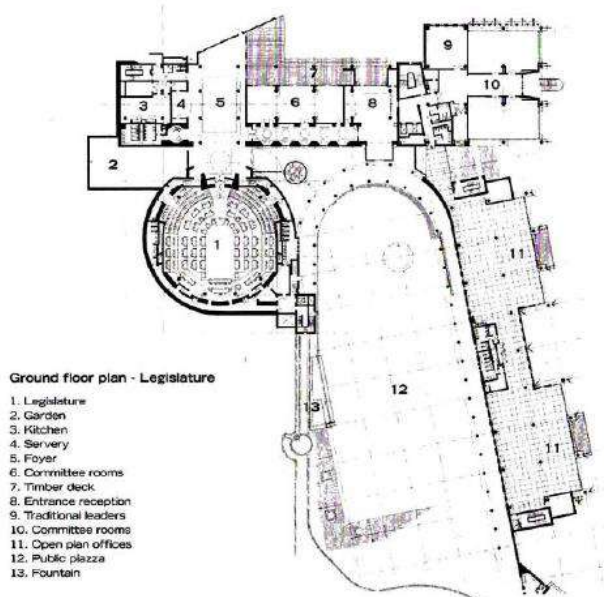 9
10
7
3
4
5
6
8
2
1
11
12
13
11
Ground floor plan - Legislature
1. Legislature
2. Garden
3. Kitchen
4. Servery
5. Foyer
6. Committee rooms
7. Timber deck
8. Entrance reception
9. Traditional leaders
10. Committee rooms
11. Open plan offices
12. Public piazza
13. Fountain